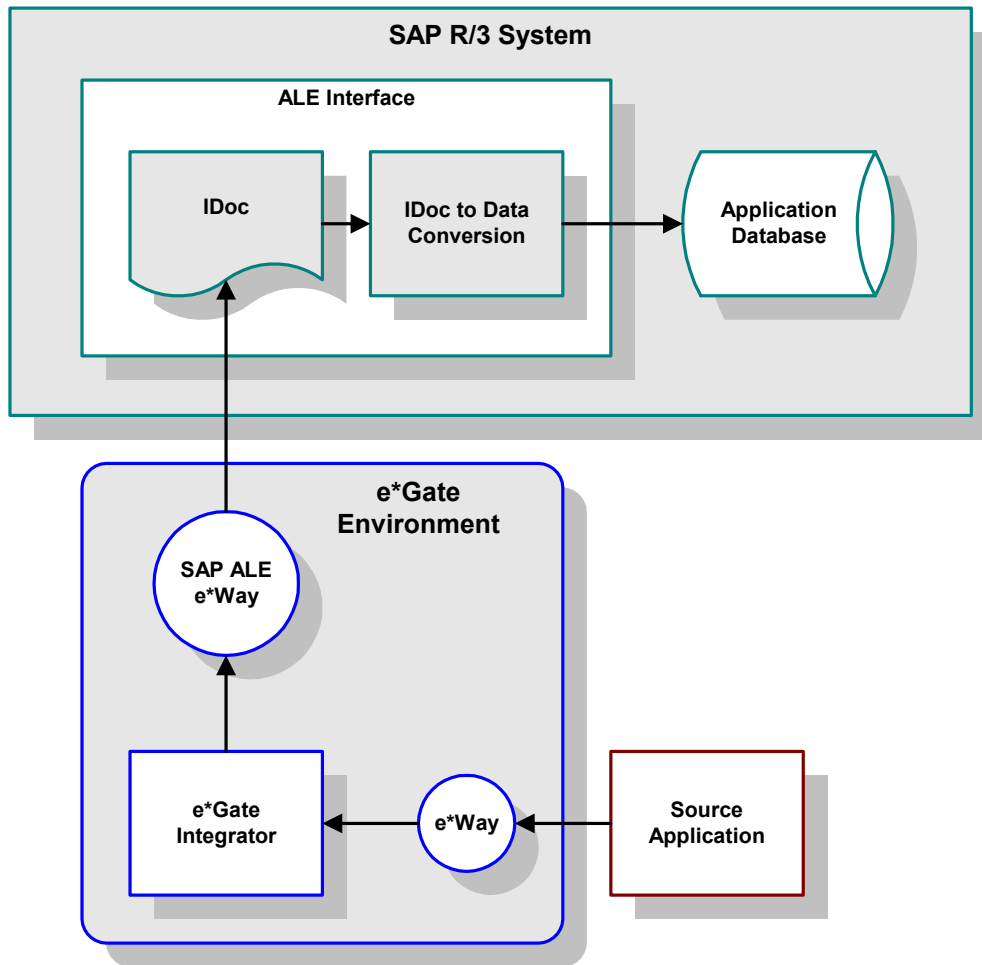 SAP R/3 System
ALE Interface
IDoc
IDoc to Data
Conversion
Application
Database
e*Gate
Environment
SAP ALE
e*Way
e*Gate
Integrator
e*Way
Source
Application